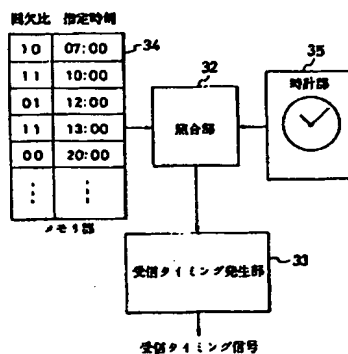 間欠比 指定時刻
10 07:00
11 10:00
01 12:00
11 13:00
00 20:00
メモリ部
34
32
照合部
35
時計部
受信タイミング発生部
33
受信タイミング信号